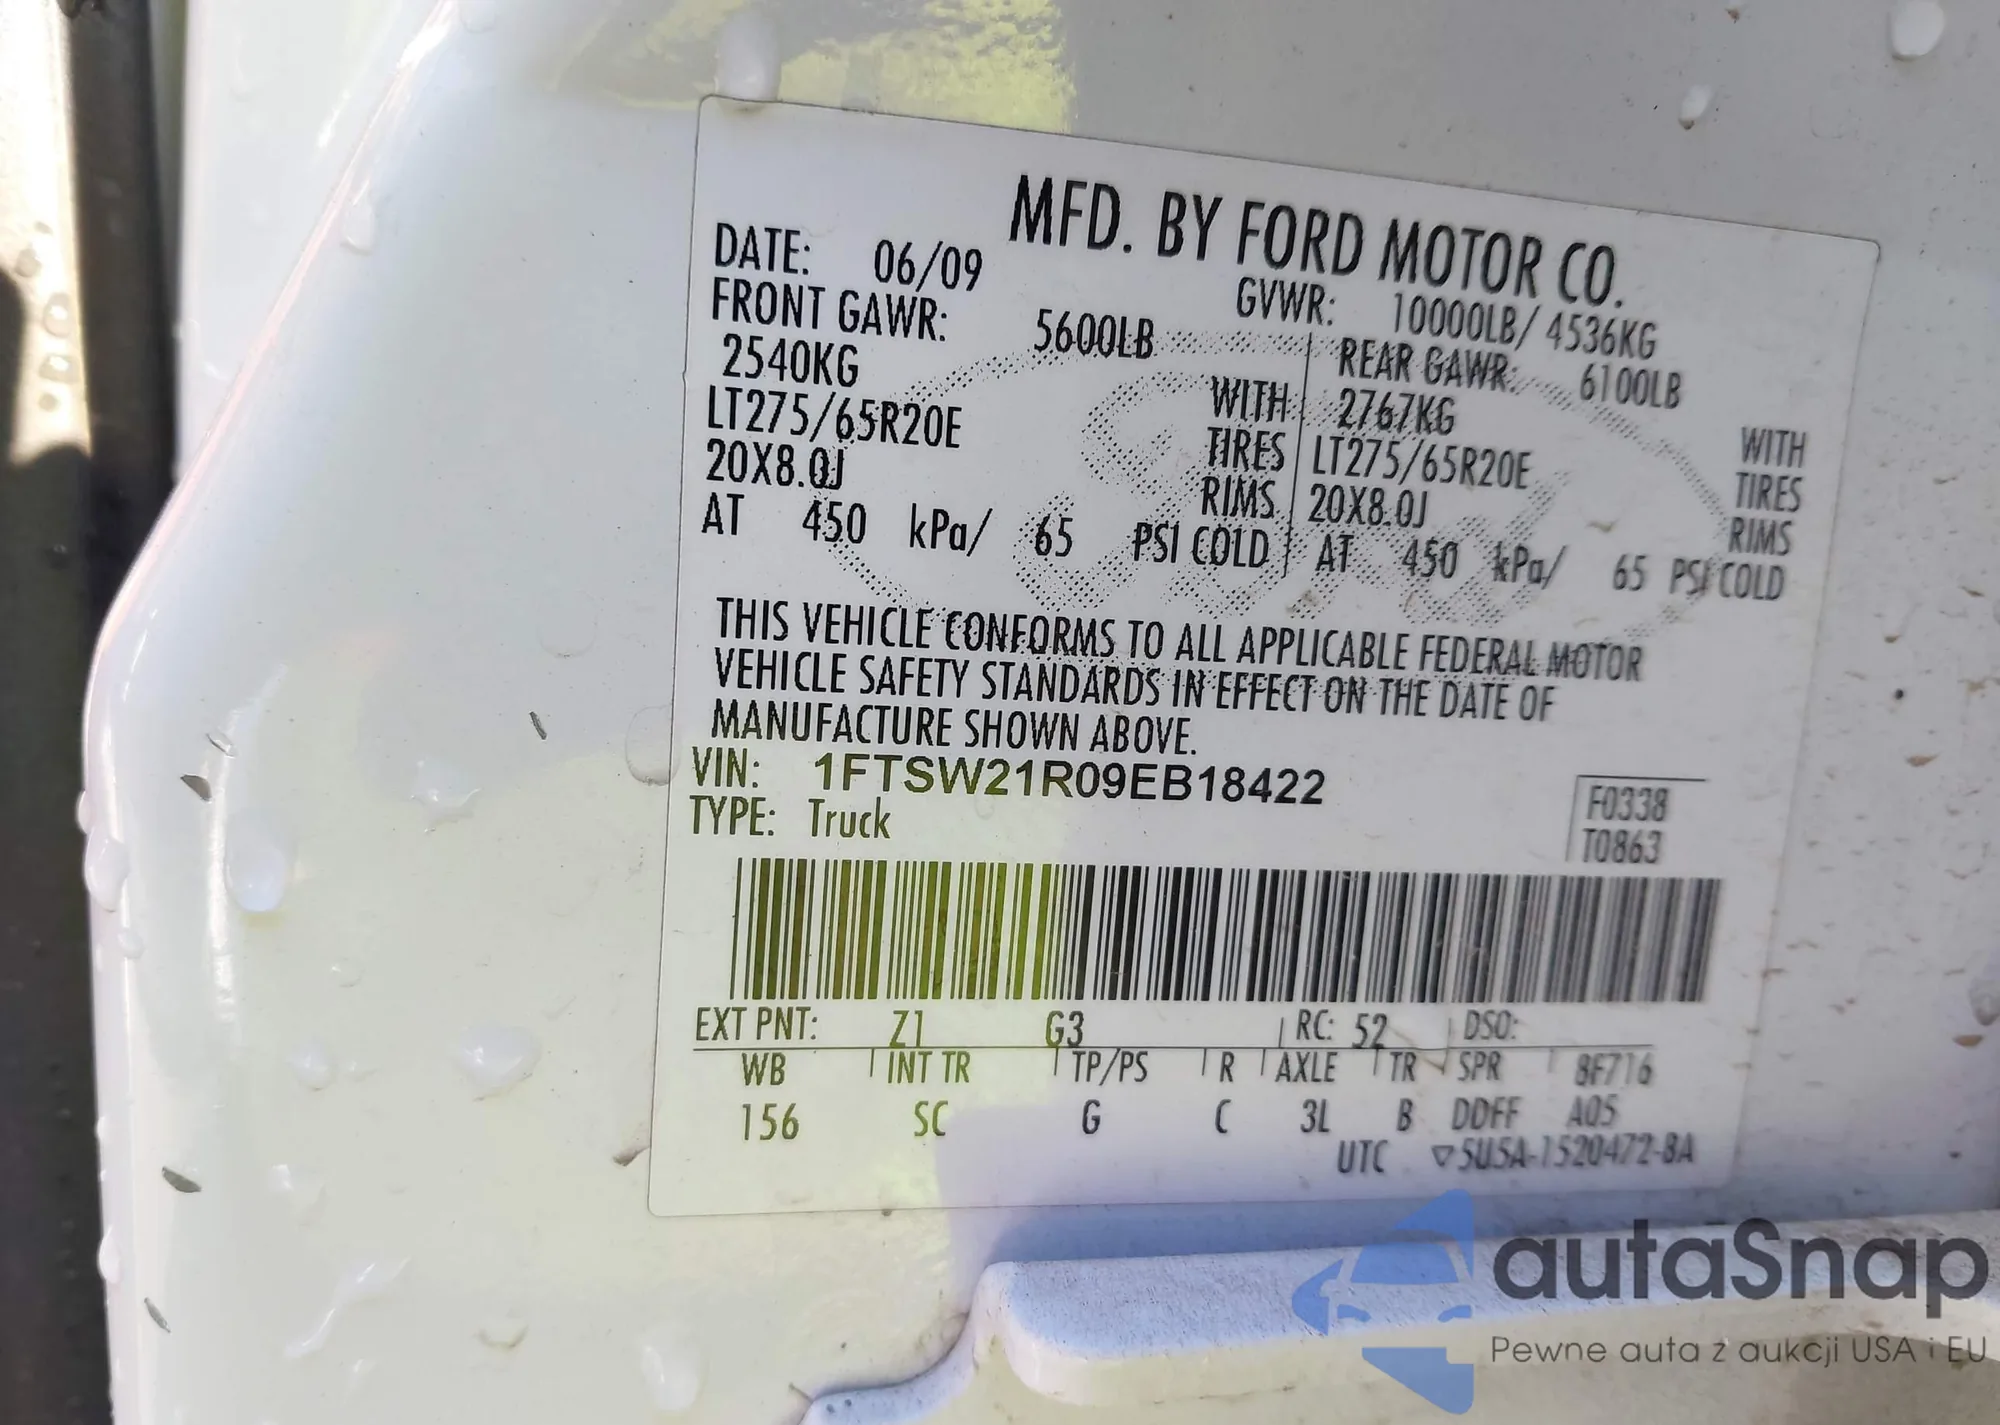 MFD. BY FORD MOTOR CO.
DATE: 06/09 GVWR: 10000LB/ 4536KG
FRONT GAWR: 5600LB REAR GAWR: 6100LB
2540KG WITH 2767KG WITH
LT275/65R20E TIRES LT275/65R20E TIRES
20X8.0J RIMS 20X8.0J RIMS
AT 450 kPa/ 65 PSI COLD AT 450 kPa/ 65 PSI COLD
THIS VEHICLE CONFORMS TO ALL APPLICABLE FEDERAL MOTOR
VEHICLE SAFETY STANDARDS IN EFFECT ON THE DATE OF
MANUFACTURE SHOWN ABOVE.
VIN: 1FTSW21R09EB18422
TYPE: Truck
F0338
T0863
EXT PNT: Z1 G3 RC: 52 DSO:
WB INT TR TP/PS R AXLE TR SPR 8F716
156 SC G C 3L B DDFF A05
UTC ▽5U5A-1520472-BA
autaSnap
Pewne auta z aukcji USA i EU